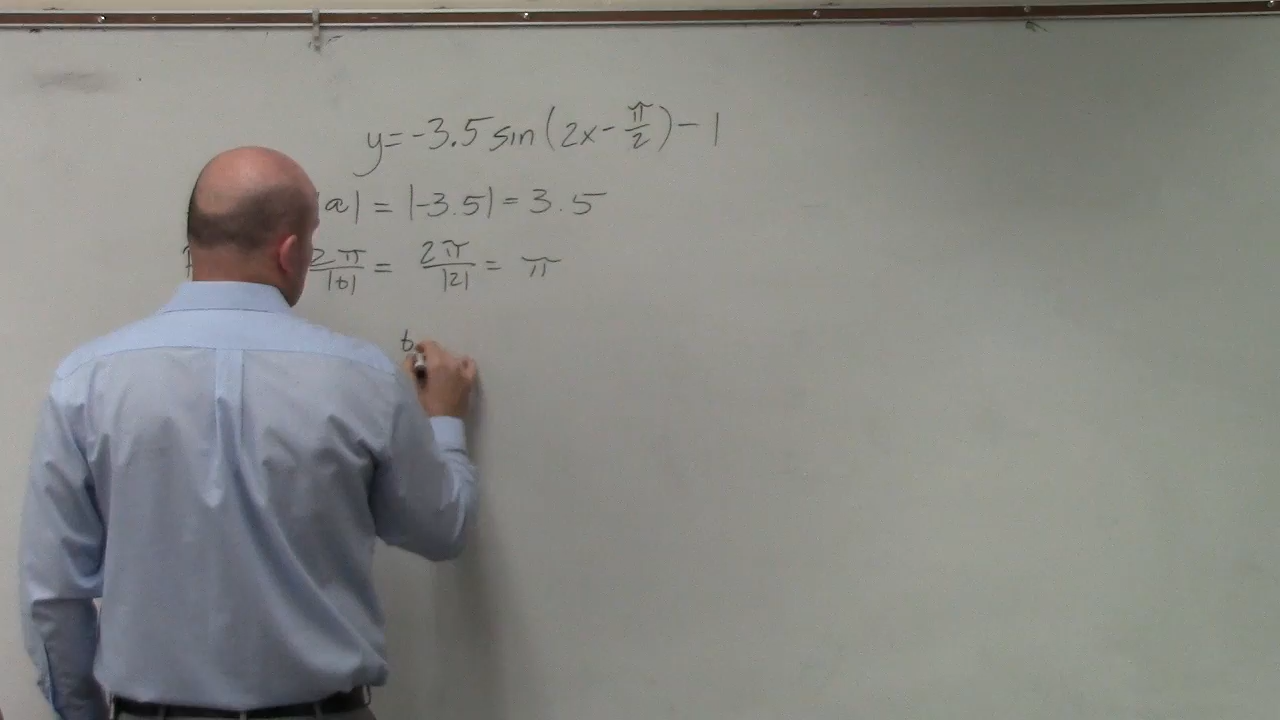 y = -3.5 sin(2x - π/2) - 1
|a| = |-3.5| = 3.5
2π/|b| = 2π/|2| = π
b